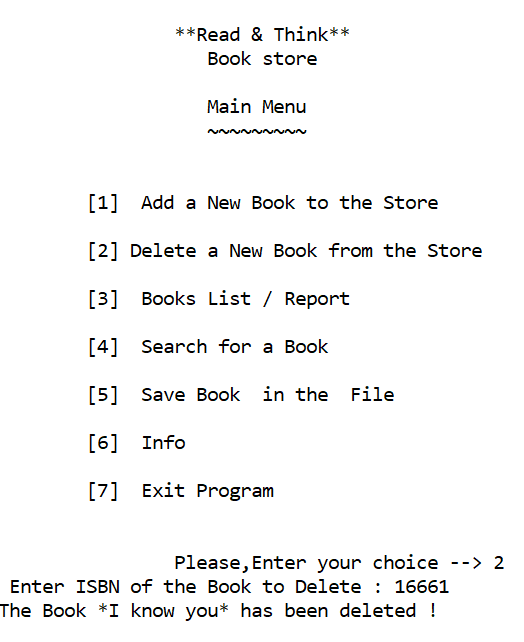 **Read & Think**
Book store
Main Menu
~~~~~~~~~
[1]  Add a New Book to the Store
[2] Delete a New Book from the Store
[3]  Books List / Report
[4]  Search for a Book
[5]  Save Book  in the  File
[6]  Info
[7]  Exit Program
Please,Enter your choice --> 2
Enter ISBN of the Book to Delete : 16661
The Book *I know you* has been deleted !